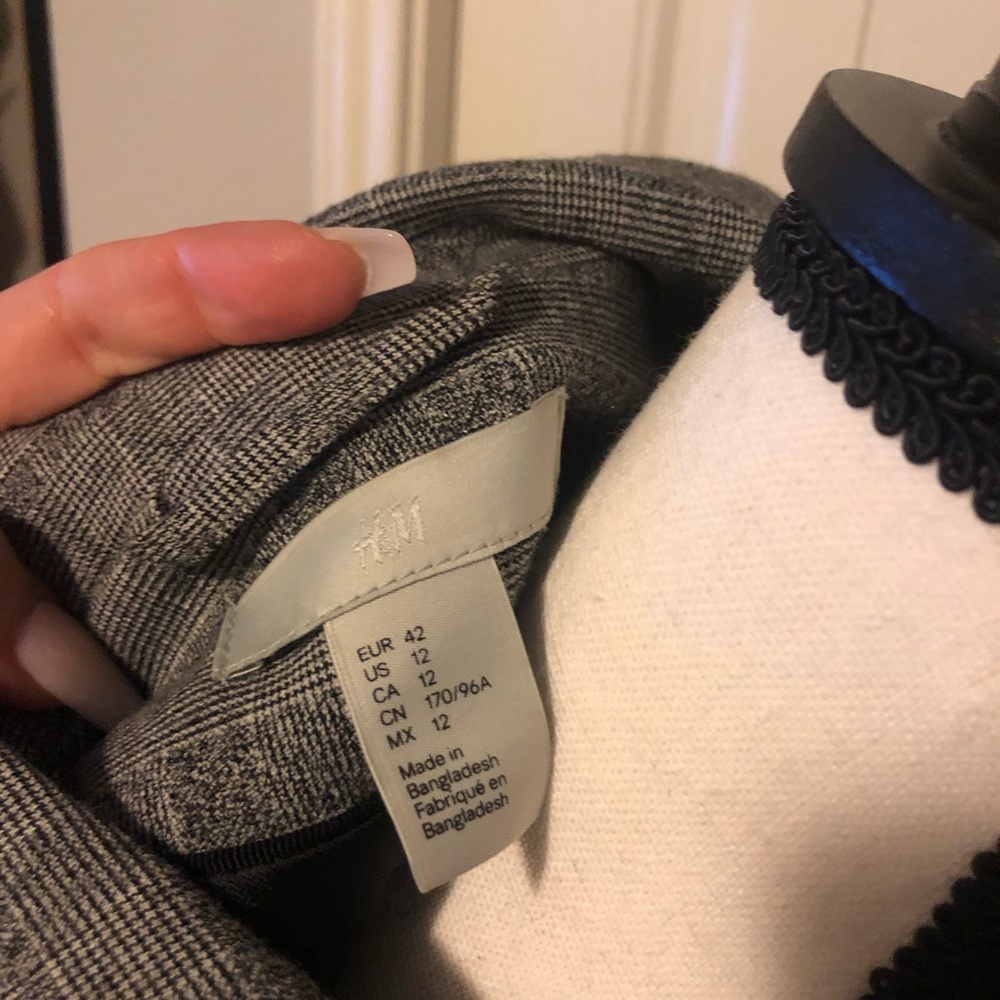 H&M
EUR 42
US 12
CA 12
CN 170/96A
MX 12
Made in
Bangladesh
Fabriqué en
Bangladesh